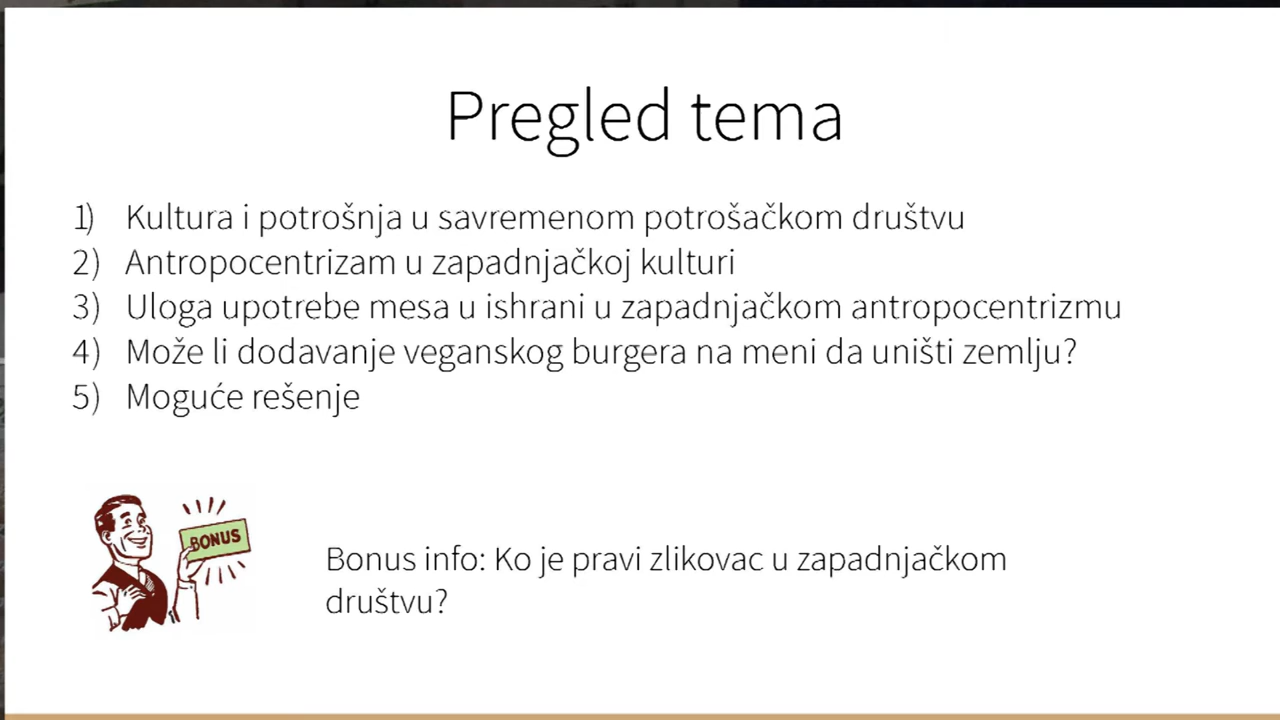 Pregled tema
1) Kultura i potrošnja u savremenom potrošačkom društvu
2) Antropocentrizam u zapadnjačkoj kulturi
3) Uloga upotrebe mesa u ishrani u zapadnjačkom antropocentrizmu
4) Može li dodavanje veganskog burgera na meni da uništi zemlju?
5) Moguće rešenje
BONUS
Bonus info: Ko je pravi zlikovac u zapadnjačkom
društvu?